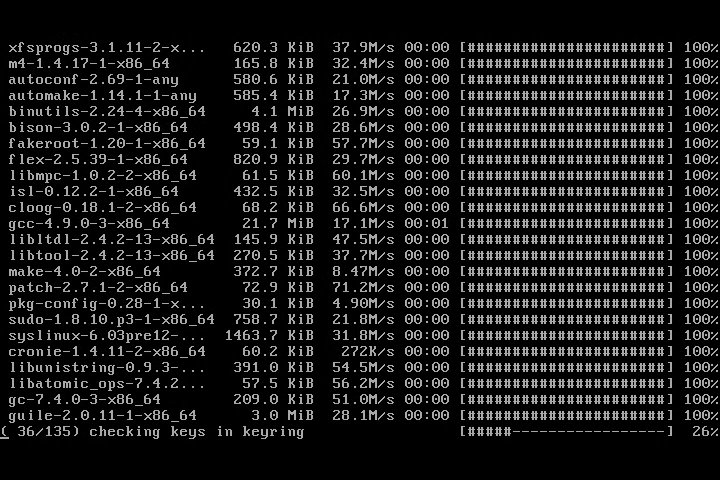 xfsprogs-3.1.11-2-x... 620.3 KiB 37.9M/s 00:00 [######################] 100%
m4-1.4.17-1-x86_64 165.8 KiB 32.4M/s 00:00 [######################] 100%
autoconf-2.69-1-any 580.6 KiB 21.0M/s 00:00 [######################] 100%
automake-1.14.1-1-any 585.4 KiB 17.3M/s 00:00 [######################] 100%
binutils-2.24-4-x86_64 4.1 MiB 26.9M/s 00:00 [######################] 100%
bison-3.0.2-1-x86_64 498.4 KiB 28.6M/s 00:00 [######################] 100%
fakeroot-1.20-1-x86_64 59.1 KiB 57.7M/s 00:00 [######################] 100%
flex-2.5.39-1-x86_64 820.9 KiB 29.7M/s 00:00 [######################] 100%
libmpc-1.0.2-2-x86_64 61.5 KiB 60.1M/s 00:00 [######################] 100%
isl-0.12.2-1-x86_64 432.5 KiB 32.5M/s 00:00 [######################] 100%
cloog-0.18.1-2-x86_64 68.2 KiB 66.6M/s 00:00 [######################] 100%
gcc-4.9.0-3-x86_64 21.7 MiB 17.1M/s 00:01 [######################] 100%
libltdl-2.4.2-13-x86_64 145.9 KiB 47.5M/s 00:00 [######################] 100%
libtool-2.4.2-13-x86_64 270.5 KiB 37.7M/s 00:00 [######################] 100%
make-4.0-2-x86_64 372.7 KiB 8.47M/s 00:00 [######################] 100%
patch-2.7.1-2-x86_64 72.9 KiB 71.2M/s 00:00 [######################] 100%
pkg-config-0.28-1-x... 30.1 KiB 4.90M/s 00:00 [######################] 100%
sudo-1.8.10.p3-1-x86_64 758.7 KiB 21.8M/s 00:00 [######################] 100%
syslinux-6.03pre12-... 1463.7 KiB 31.8M/s 00:00 [######################] 100%
cronie-1.4.11-2-x86_64 60.2 KiB 272K/s 00:00 [######################] 100%
libunistring-0.9.3-... 391.0 KiB 54.5M/s 00:00 [######################] 100%
libatomic_ops-7.4.2... 57.5 KiB 56.2M/s 00:00 [######################] 100%
gc-7.4.0-3-x86_64 209.0 KiB 51.0M/s 00:00 [######################] 100%
guile-2.0.11-1-x86_64 3.0 MiB 28.1M/s 00:00 [######################] 100%
( 36/135) checking keys in keyring [#####-----------------] 26%